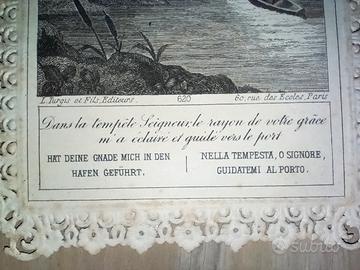 L. Turgis et Fils, Editeurs. 620 60, rue des Ecoles, Paris
Dans la tempête Seigneur, le rayon de votre grâce
m'a éclairé et guidé vers le port
HAT DEINE GNADE MICH IN DEN
HAFEN GEFÜHRT.
NELLA TEMPESTA, O SIGNORE,
GUIDATEMI AL PORTO.
subito